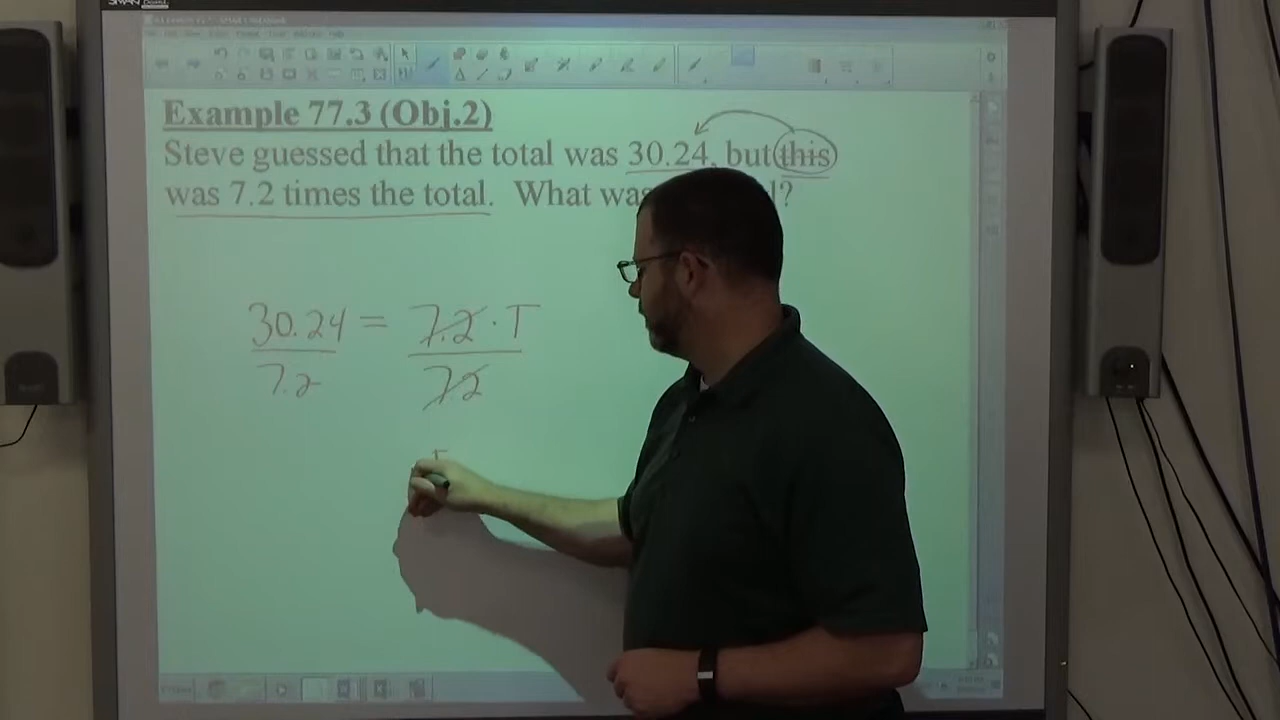 Example 77.3 (Obj.2)
Steve guessed that the total was 30.24, but this
was 7.2 times the total. What was
30.24 = 7.2 · T
7.2 7.2